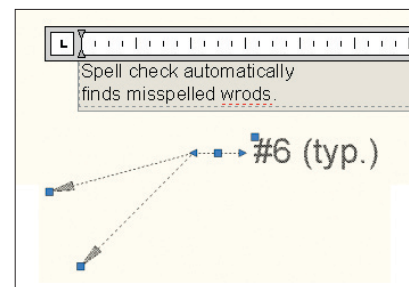 L
Spell check automatically
finds misspelled wrods.
#6 (typ.)